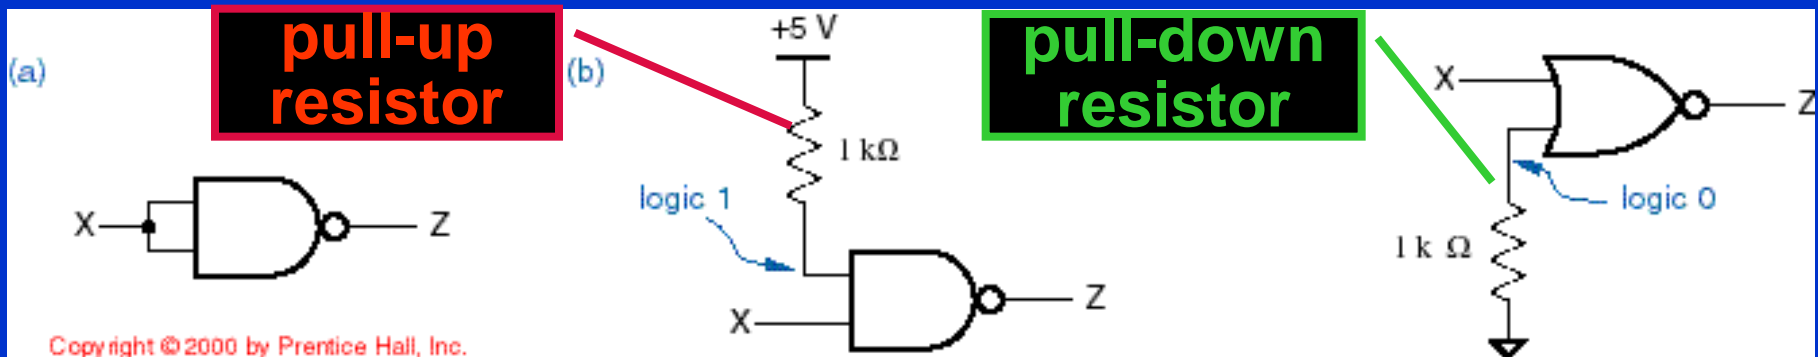 (a)
pull-up
resistor
X
Z
Copyright © 2000 by Prentice Hall, Inc.
(b)
+5 V
1 kΩ
logic 1
X
Z
pull-down
resistor
X
Z
logic 0
1 k Ω